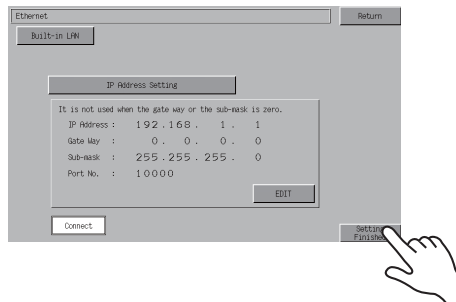 Ethernet
Return
Built-in LAN
IP Address Setting
It is not used when the gate way or the sub-mask is zero.
IP Address : 192.168. 1. 1
Gate Way : 0. 0. 0. 0
Sub-mask : 255.255.255. 0
Port No. : 10000
EDIT
Connect
Setting
Finished